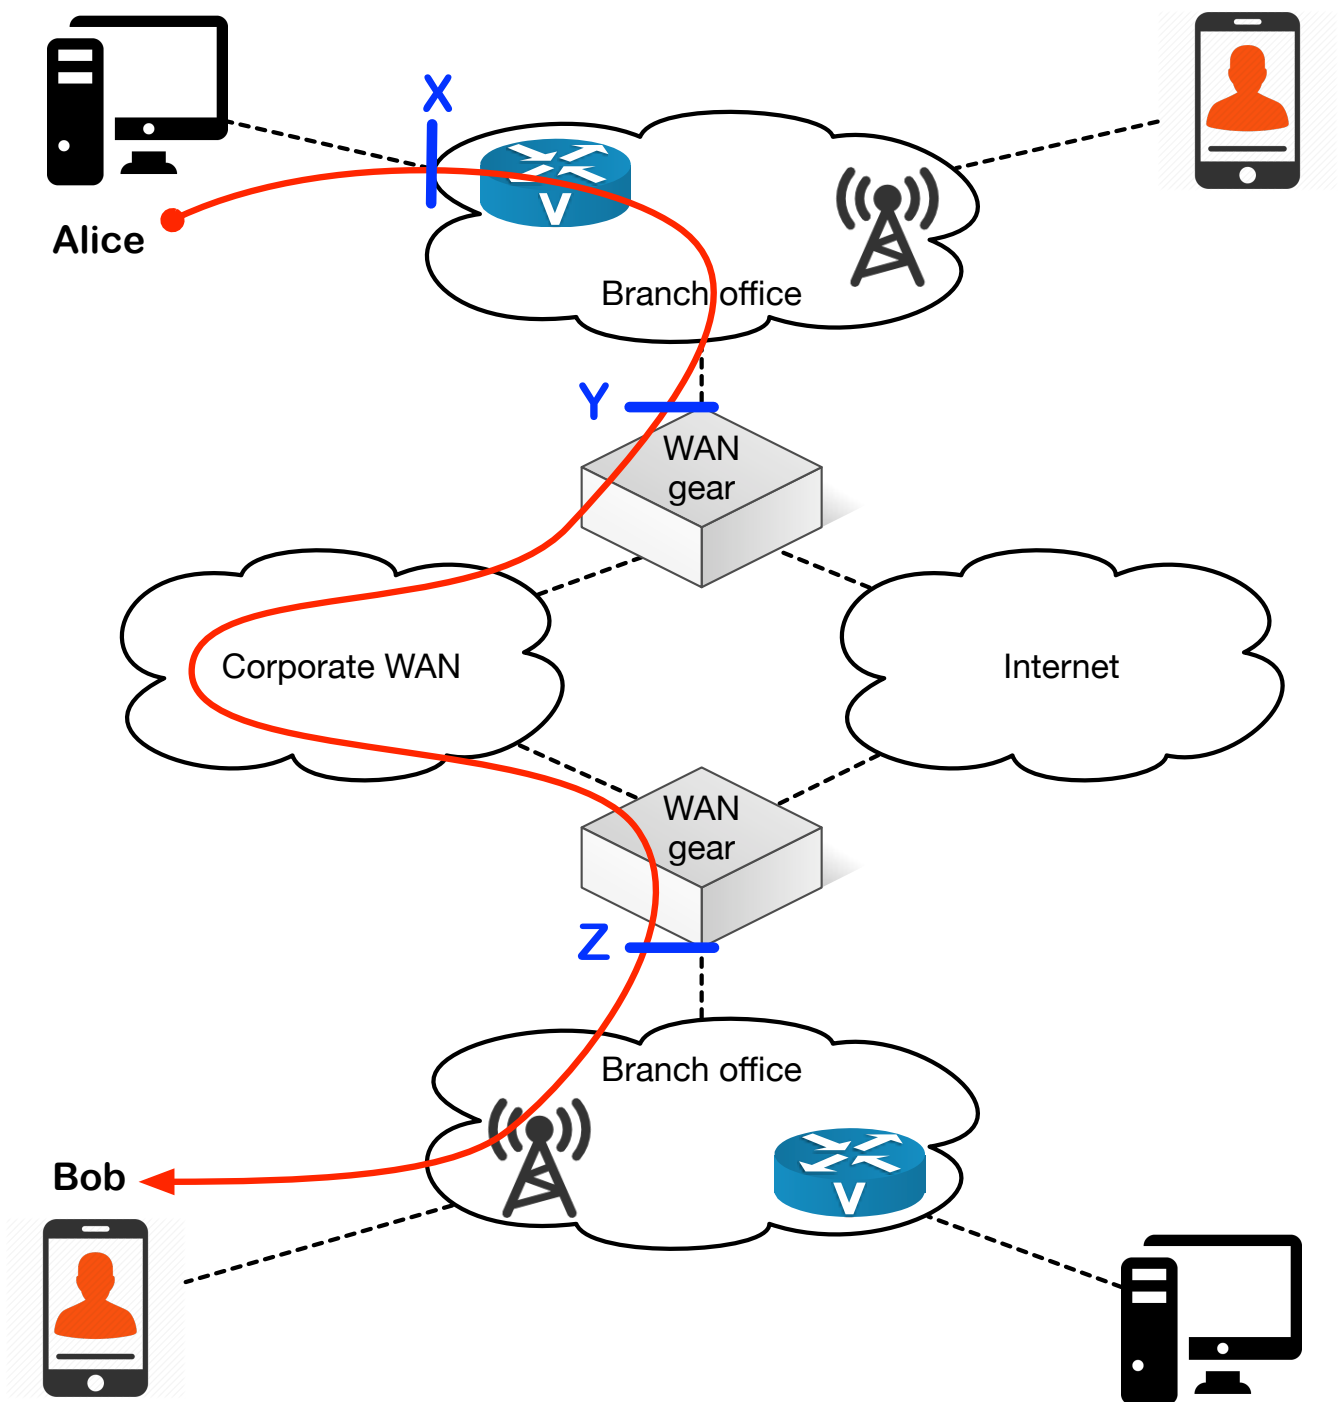 X
V
Alice
Branch office
Y
WAN
gear
Corporate WAN
Internet
WAN
gear
Z
Branch office
Bob
V